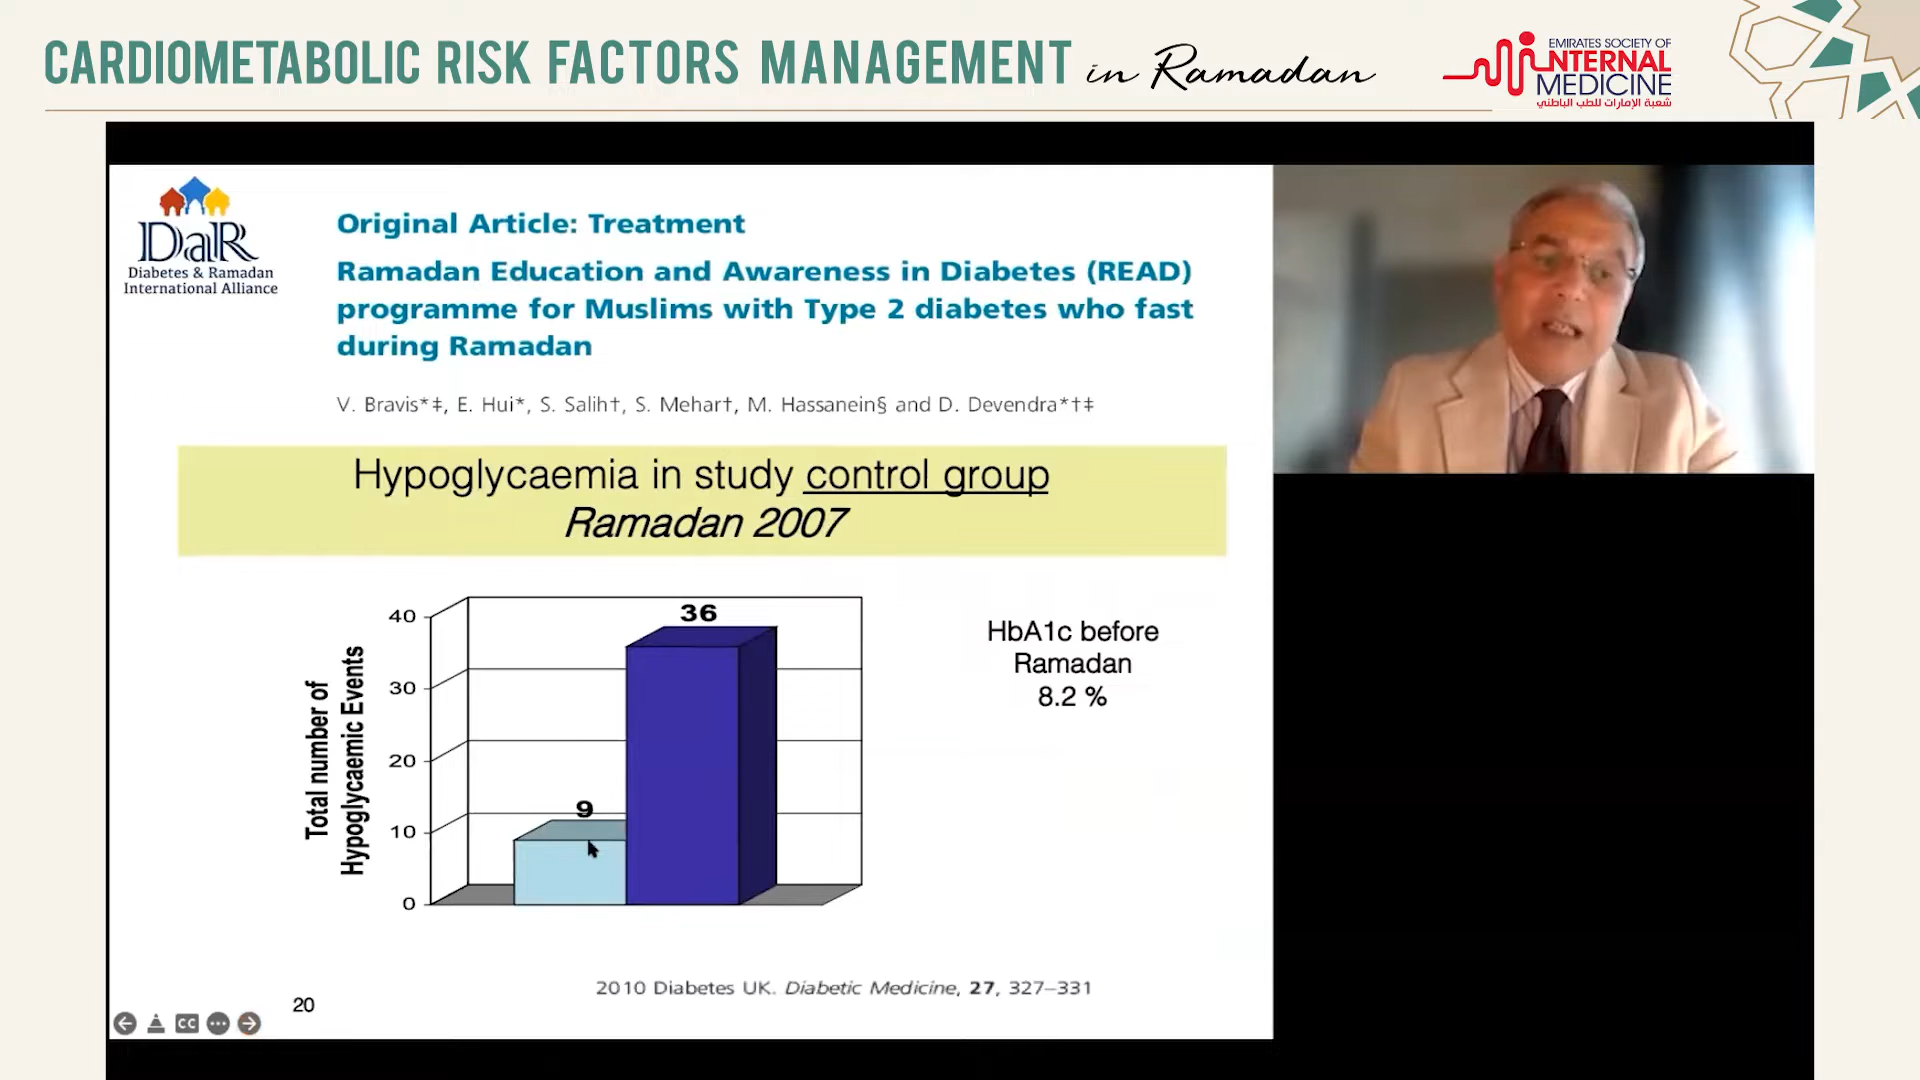 CARDIOMETABOLIC RISK FACTORS MANAGEMENT in Ramadan
EMIRATES SOCIETY OF
INTERNAL
MEDICINE
شعبة الإمارات للطب الباطني
DaR
Diabetes & Ramadan
International Alliance
Original Article: Treatment
Ramadan Education and Awareness in Diabetes (READ)
programme for Muslims with Type 2 diabetes who fast
during Ramadan
V. Bravis*‡, E. Hui*, S. Salih†, S. Mehar†, M. Hassanein§ and D. Devendra*†‡
Hypoglycaemia in study control group
Ramadan 2007
Total number of
Hypoglycaemic Events
40
30
20
10
0
9
36
HbA1c before
Ramadan
8.2 %
2010 Diabetes UK. Diabetic Medicine, 27, 327–331
20
CC